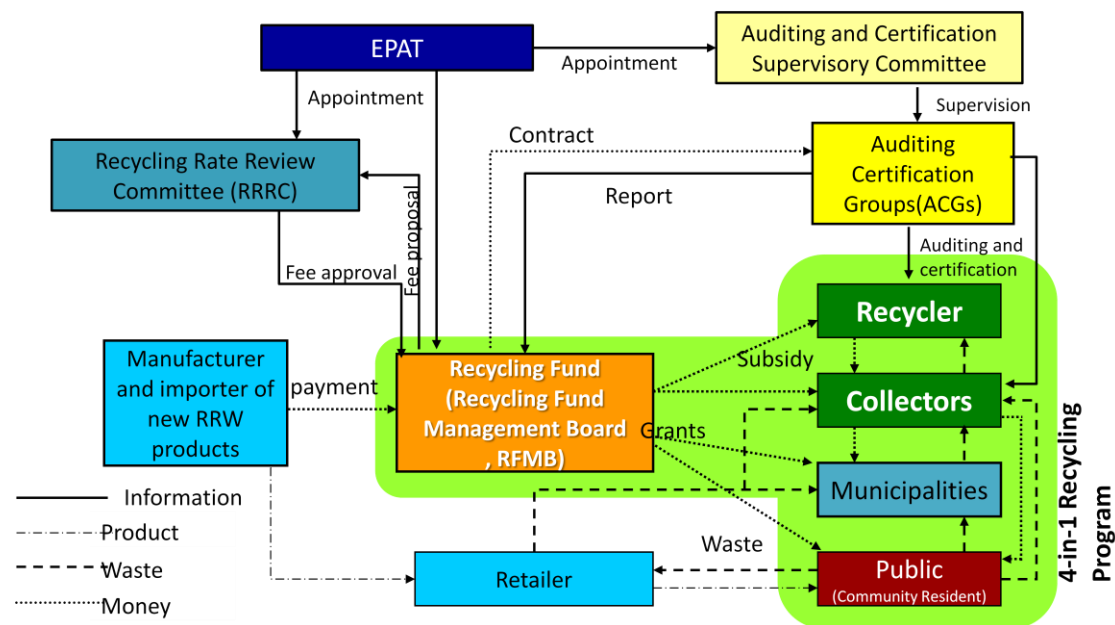 EPAT
Appointment
Auditing and Certification
Supervisory Committee
Appointment
Supervision
Recycling Rate Review
Committee (RRRC)
Contract
Auditing
Certification
Groups(ACGs)
Report
Fee proposal
Fee approval
Auditing and
certification
Recycler
Manufacturer
and importer of
new RRW
products
payment
Recycling Fund
(Recycling Fund
Management Board
, RFMB)
Subsidy
Collectors
Grants
Municipalities
4-in-1 Recycling
Program
Information
Product
Waste
Money
Retailer
Waste
Public
(Community Resident)